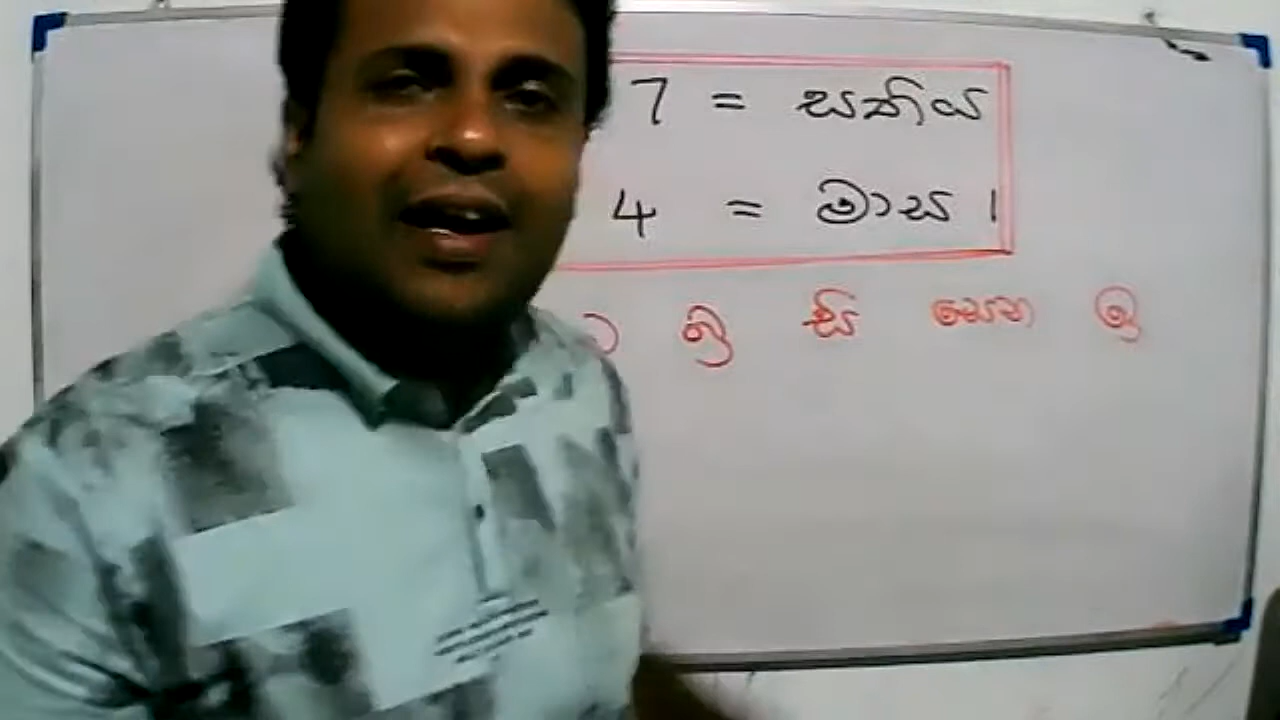 7 = සතිය
4 = මාස 1
බ්‍ර සි සෙන ඉ